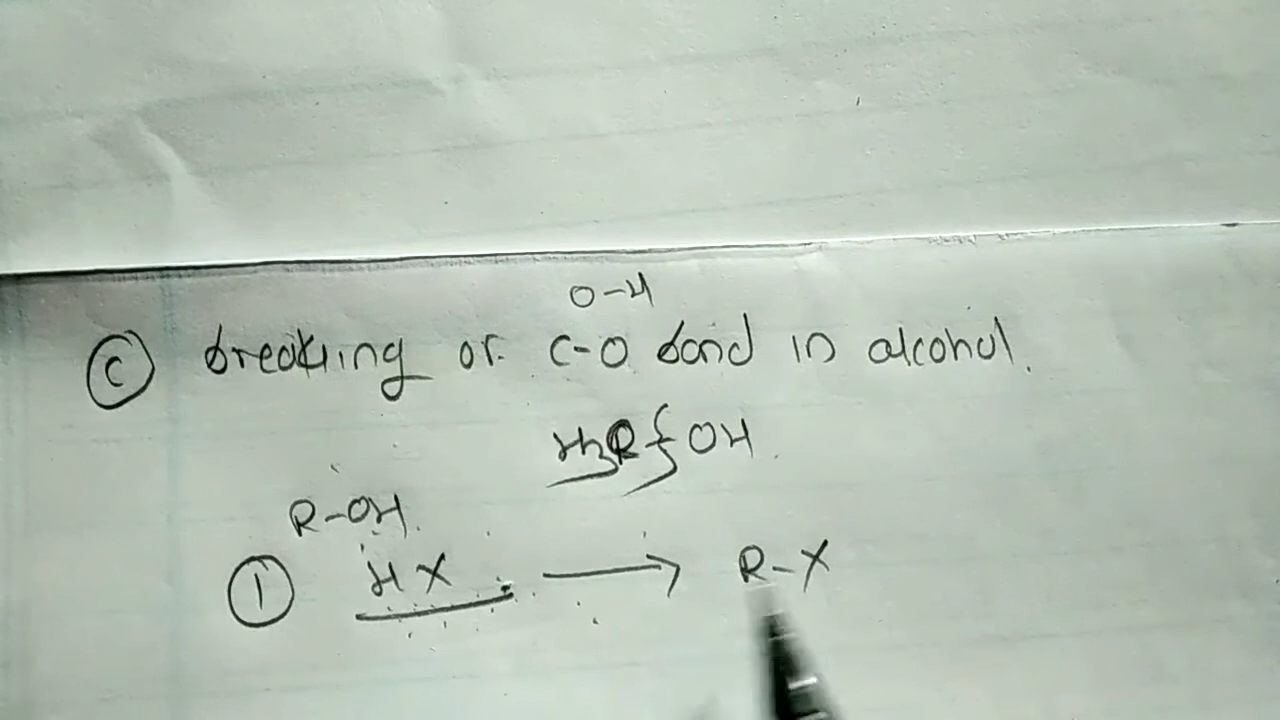 O-H
(C) breaking of C-O bond in alcohol.
R{OH
R-OH
(1) HX ⟶ R-X